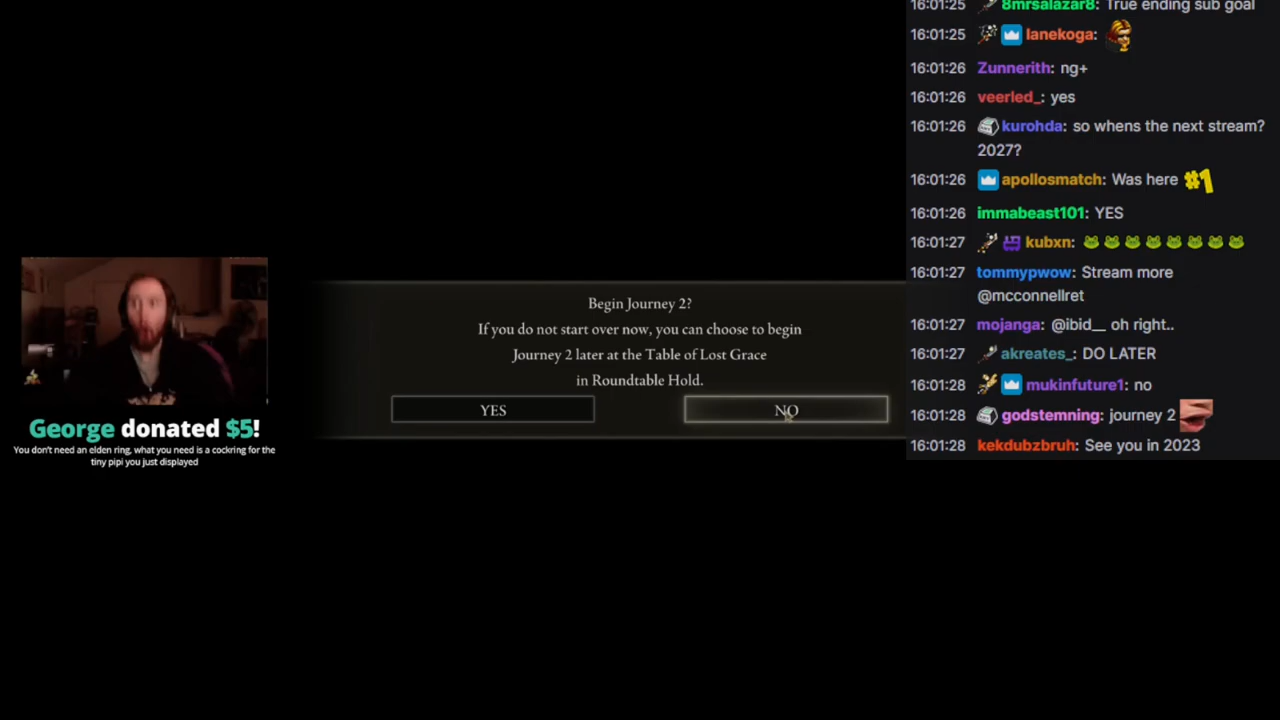 16:01:25 8mrsalazar8: True ending sub goal
16:01:25 lanekoga:
16:01:26 Zunnerith: ng+
16:01:26 veerled_: yes
16:01:26 kurohda: so whens the next stream?
2027?
16:01:26 apollosmatch: Was here #1
16:01:26 immabeast101: YES
16:01:27 kubxn:
16:01:27 tommypwow: Stream more
@mcconnellret
16:01:27 mojanga: @ibid__ oh right..
16:01:27 akreates_: DO LATER
16:01:28 mukinfuture1: no
16:01:28 godstemning: journey 2
16:01:28 kekdubzbruh: See you in 2023
Begin Journey 2?
If you do not start over now, you can choose to begin
Journey 2 later at the Table of Lost Grace
in Roundtable Hold.
YES NO
George donated $5!
You don't need an elden ring, what you need is a cockring for the
tiny pipi you just displayed